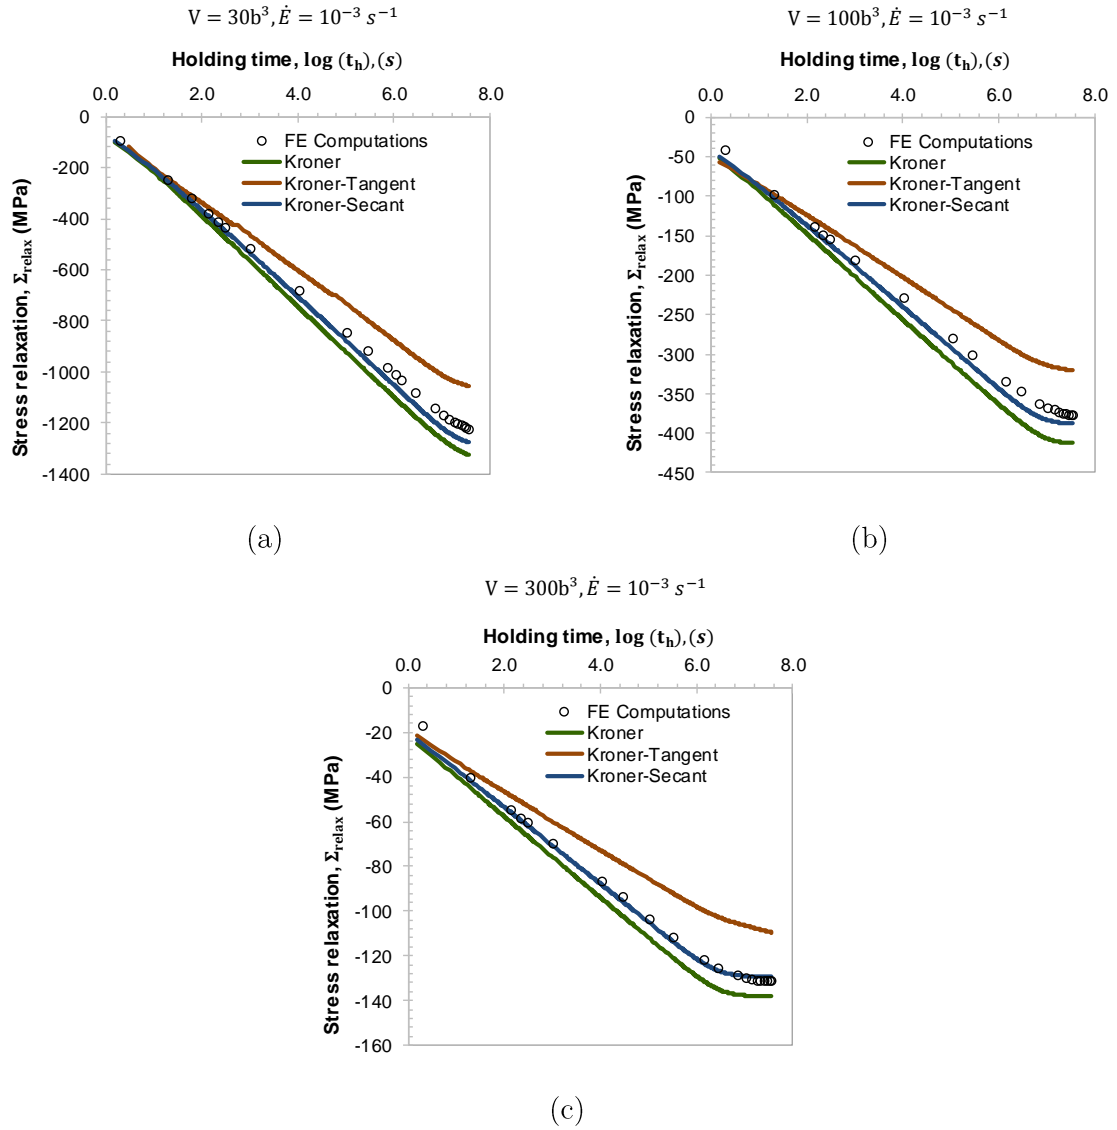 V = 30b³, Ė = 10⁻³ s⁻¹
Holding time, log (tₕ),(s)
0.0 2.0 4.0 6.0 8.0
0
-200
-400
-600
-800
-1000
-1200
-1400
Stress relaxation, Σrelax (MPa)
FE Computations
Kroner
Kroner-Tangent
Kroner-Secant
(a)
V = 100b³, Ė = 10⁻³ s⁻¹
Holding time, log (tₕ),(s)
0.0 2.0 4.0 6.0 8.0
0
-50
-100
-150
-200
-250
-300
-350
-400
-450
Stress relaxation, Σrelax (MPa)
FE Computations
Kroner
Kroner-Tangent
Kroner-Secant
(b)
V = 300b³, Ė = 10⁻³ s⁻¹
Holding time, log (tₕ),(s)
0.0 2.0 4.0 6.0 8.0
0
-20
-40
-60
-80
-100
-120
-140
-160
Stress relaxation, Σrelax (MPa)
FE Computations
Kroner
Kroner-Tangent
Kroner-Secant
(c)